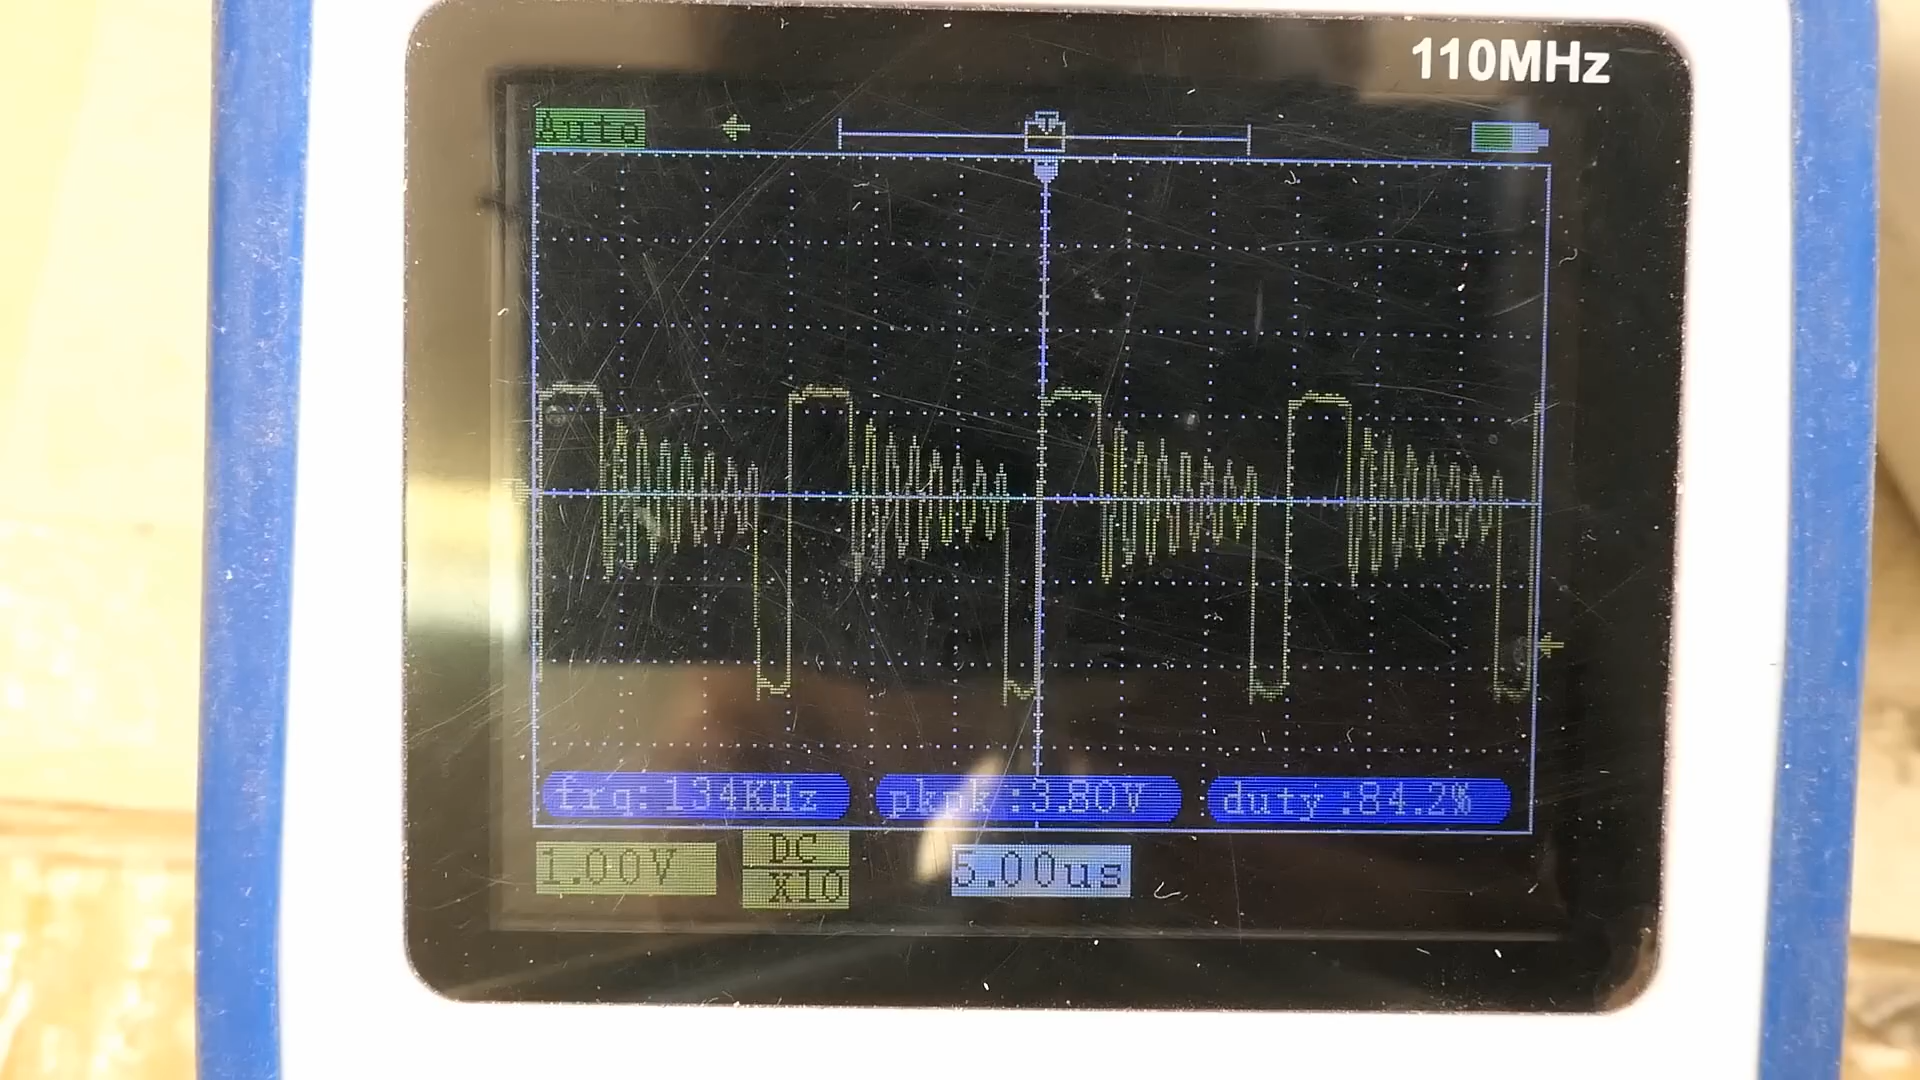 110MHz
Auto
T
frq:134KHz pkpk:3.80V duty:84.2%
1.00V DC X10 5.00us